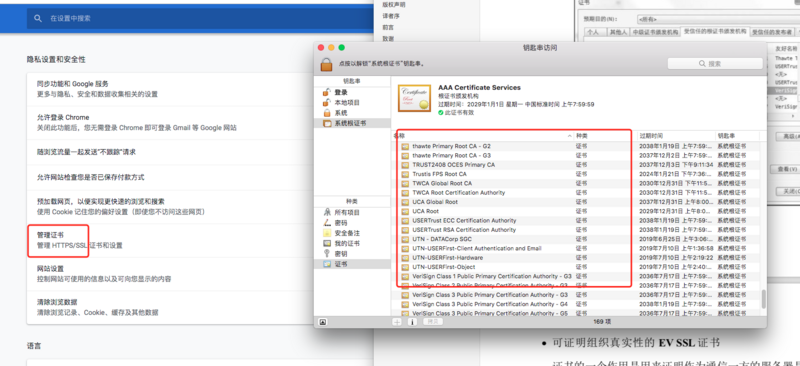 在设置中搜索
隐私设置和安全性
同步功能和 Google 服务
更多与隐私、安全和数据收集相关的设置
允许登录 Chrome
关闭此功能后，您无需登录 Chrome 即可登录 Gmail 等 Google 网站
随浏览流量一起发送“不跟踪”请求
允许网站检查您是否已保存付款方式
预加载网页，以便实现更快速的浏览和搜索
使用 Cookie 记住您的偏好设置（即使您不访问这些网页）
管理证书
管理 HTTPS/SSL 证书和设置
网站设置
控制网站可使用的信息以及可向您显示的内容
清除浏览数据
清除浏览记录、Cookie、缓存及其他数据
语言
版权声明
译者序
前言
致谢
证书
预期目的(N):
<所有>
个人
其他人
中级证书颁发机构
受信任的根证书颁发机构
受信任的发布者
友好名称
Thawte
<无>
钥匙串访问
点按以解锁“系统根证书”钥匙串。
搜索
钥匙串
登录
本地项目
系统
系统根证书
AAA Certificate Services
根证书颁发机构
过期时间：2029年1月1日 星期一 中国标准时间 上午7:59:59
此证书有效
名称 种类 过期时间 钥匙串
thawte Primary Root CA - G2 证书 2038年1月19日 上午7:59:... 系统根证书
thawte Primary Root CA - G3 证书 2037年12月2日 上午7:59:... 系统根证书
TRUST2408 OCES Primary CA 证书 2037年12月3日 下午9:11:34 系统根证书
Trustis FPS Root CA 证书 2024年1月21日 下午7:36:... 系统根证书
TWCA Global Root CA 证书 2030年12月31日 下午11:5... 系统根证书
TWCA Root Certification Authority 证书 2030年12月31日 下午11:5... 系统根证书
UCA Global Root 证书 2037年12月31日 上午8:00... 系统根证书
UCA Root 证书 2029年12月31日 上午8:0... 系统根证书
USERTrust ECC Certification Authority 证书 2038年1月19日 上午7:59:... 系统根证书
USERTrust RSA Certification Authority 证书 2038年1月19日 上午7:59:... 系统根证书
UTN - DATACorp SGC 证书 2019年6月25日 上午3:06:... 系统根证书
UTN-USERFirst-Client Authentication and Email 证书 2019年7月10日 上午1:36:58 系统根证书
UTN-USERFirst-Hardware 证书 2019年7月10日 上午2:19:22 系统根证书
UTN-USERFirst-Object 证书 2019年7月10日 上午2:40:... 系统根证书
VeriSign Class 1 Public Primary Certification Authority - G3 证书 2036年7月17日 上午7:59:... 系统根证书
VeriSign Class 2 Public Primary Certification Authority - G3 证书 2036年7月17日 上午7:59:... 系统根证书
VeriSign Class 3 Public Primary Certification Authority - G3 证书 2036年7月17日 上午7:59:... 系统根证书
VeriSign Class 3 Public Primary Certification Authority - G4 证书 2038年1月19日 上午7:59:... 系统根证书
VeriSign Class 3 Public Primary Certification Authority - G5 证书 2036年7月17日 上午7:59:... 系统根证书
种类
所有项目
密码
安全备注
我的证书
密钥
证书
拷贝
169 项
查看(V)
• 可证明组织真实性的 EV SSL 证书